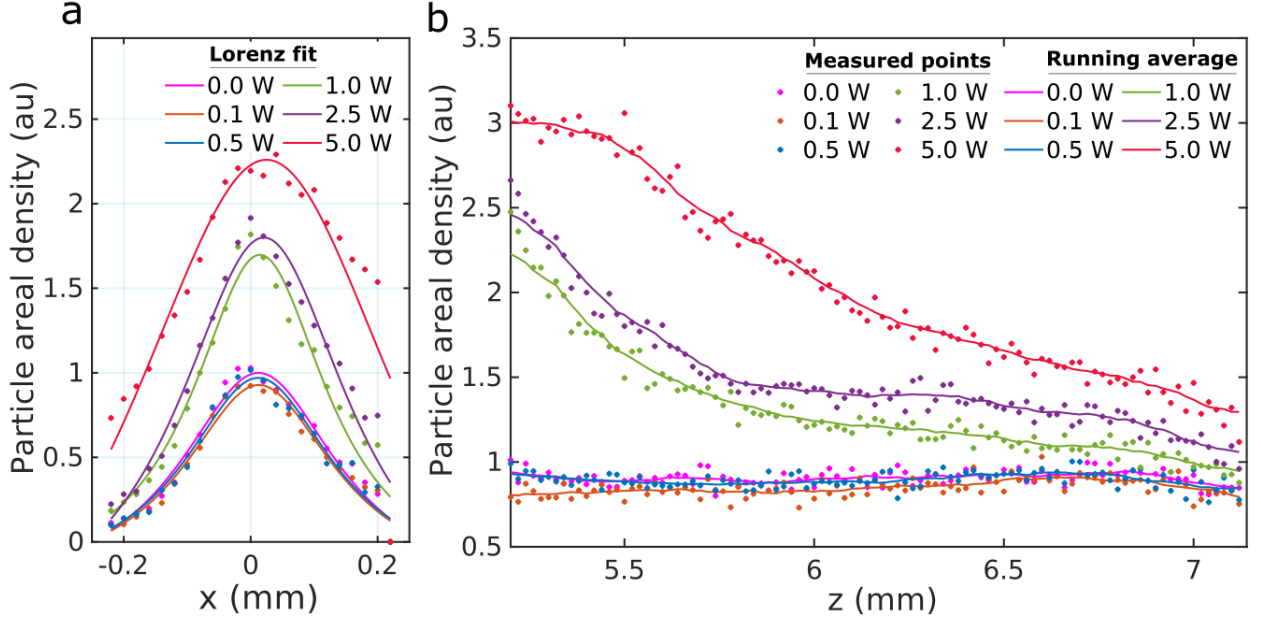 a
Lorenz fit
0.0 W 1.0 W
0.1 W 2.5 W
0.5 W 5.0 W
Particle areal density (au)
2.5
2
1.5
1
0.5
0
-0.2 0 0.2
x (mm)
b
Measured points Running average
0.0 W 1.0 W 0.0 W 1.0 W
0.1 W 2.5 W 0.1 W 2.5 W
0.5 W 5.0 W 0.5 W 5.0 W
Particle areal density (au)
3.5
3
2.5
2
1.5
1
0.5
5.5 6 6.5 7
z (mm)